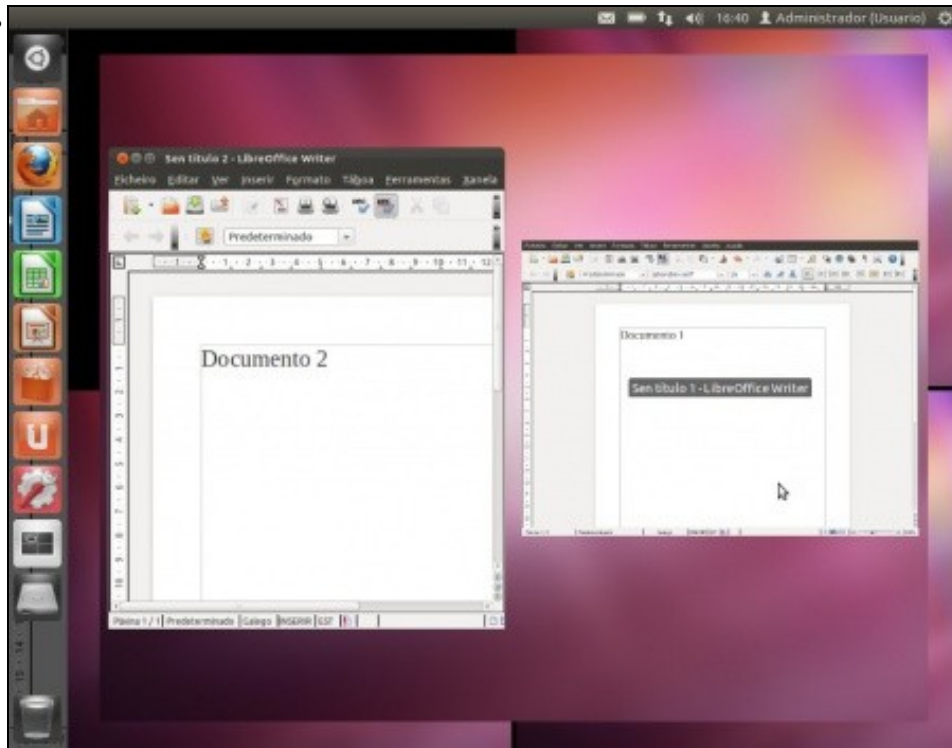 16:40 Administrador (Usuario)
Sen título 2 - LibreOffice Writer
Ficheiro Editar Ver Inserir Formato Táboa Ferramentas Xanela
Predeterminado
Documento 2
Páxina 1 / 1 Predeterminado Galego INSERIR EST
Documento 1
Sen título 1 - LibreOffice Writer